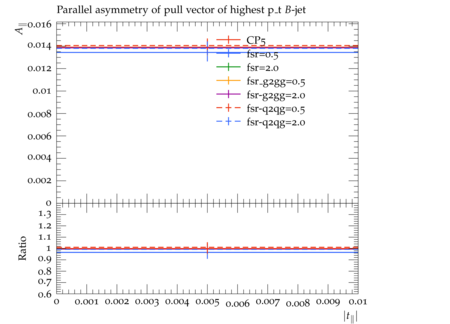 Parallel asymmetry of pull vector of highest p_t B-jet
A∥
0.016
0.014
0.012
0.01
0.008
0.006
0.004
0.002
0
CP5
fsr=0.5
fsr=2.0
fsr_g2gg=0.5
fsr-g2gg=2.0
fsr-q2qg=0.5
fsr-q2qg=2.0
Ratio
1.3
1.2
1.1
1
0.9
0.8
0.7
0.6
0 0.001 0.002 0.003 0.004 0.005 0.006 0.007 0.008 0.009 0.01
|t∥|